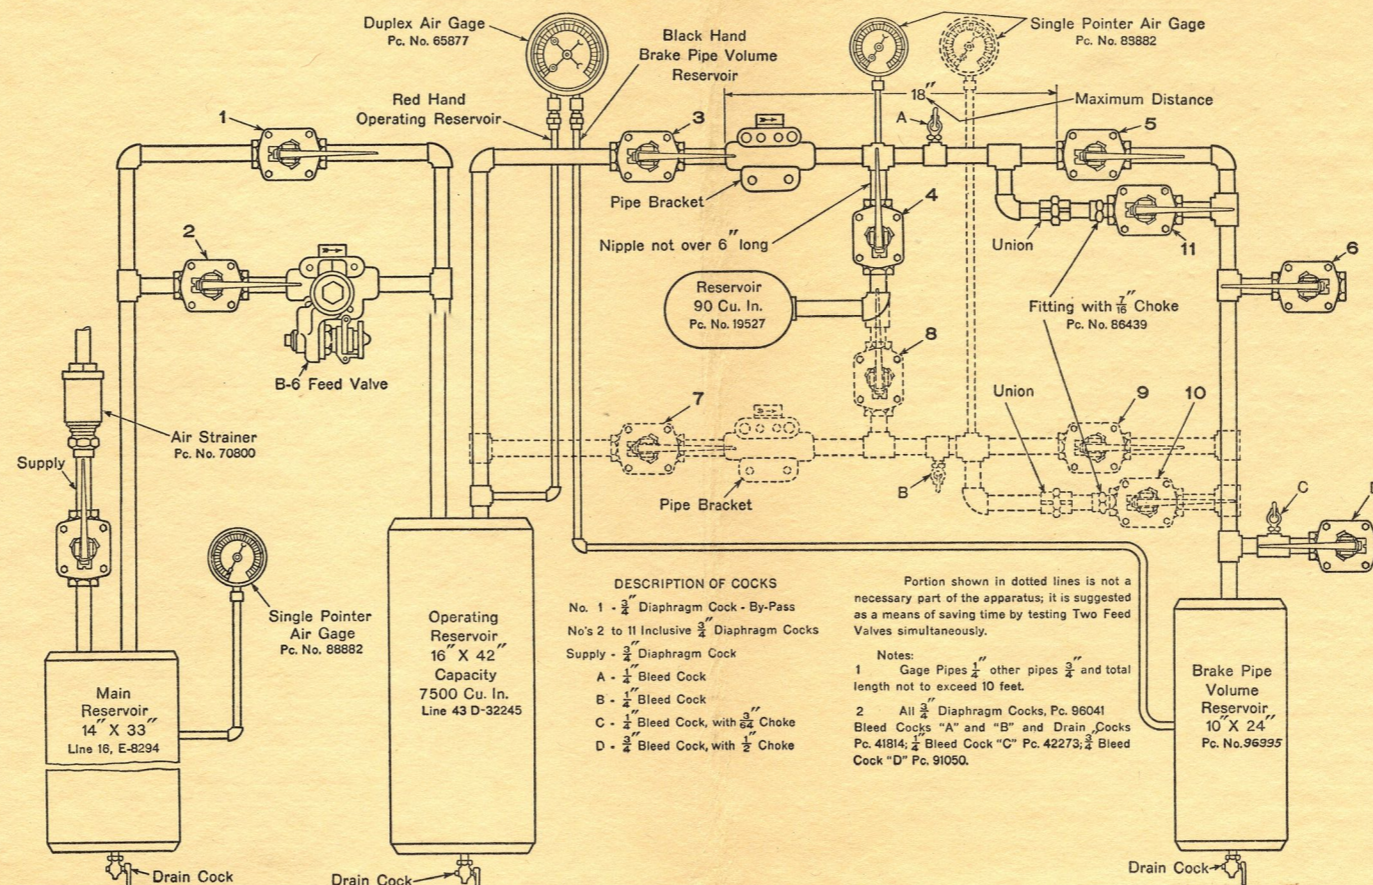 Duplex Air Gage
Pc. No. 65877
Black Hand
Brake Pipe Volume
Reservoir
Single Pointer Air Gage
Pc. No. 89882
Red Hand
Operating Reservoir
18"
Maximum Distance
A
1
3
5
Pipe Bracket
4
2
Nipple not over 6" long
Union
11
6
Reservoir
90 Cu. In.
Pc. No. 19527
Fitting with 7/16" Choke
Pc. No. 86439
8
B-6 Feed Valve
Union
7
9
10
Air Strainer
Pc. No. 70800
Supply
B
C
Pipe Bracket
Single Pointer
Air Gage
Pc. No. 88882
Operating
Reservoir
16" X 42"
Capacity
7500 Cu. In.
Line 43 D-32245
Main
Reservoir
14" X 33"
Line 16, E-8294
DESCRIPTION OF COCKS
No. 1 - 3/4" Diaphragm Cock - By-Pass
No's 2 to 11 Inclusive 3/4" Diaphragm Cocks
Supply - 3/4" Diaphragm Cock
A - 1/4" Bleed Cock
B - 1/4" Bleed Cock
C - 1/4" Bleed Cock, with 3/64" Choke
D - 3/4" Bleed Cock, with 1/2" Choke
Portion shown in dotted lines is not a
necessary part of the apparatus; it is suggested
as a means of saving time by testing Two Feed
Valves simultaneously.
Notes:
1 Gage Pipes 1/4" other pipes 3/4" and total
length not to exceed 10 feet.
2 All 3/4" Diaphragm Cocks, Pc. 96041
Bleed Cocks "A" and "B" and Drain Cocks
Pc. 41814; 1/4" Bleed Cock "C" Pc. 42273; 3/4" Bleed
Cock "D" Pc. 91050.
Brake Pipe
Volume
Reservoir
10" X 24"
Pc. No. 96995
Drain Cock
Drain Cock
Drain Cock